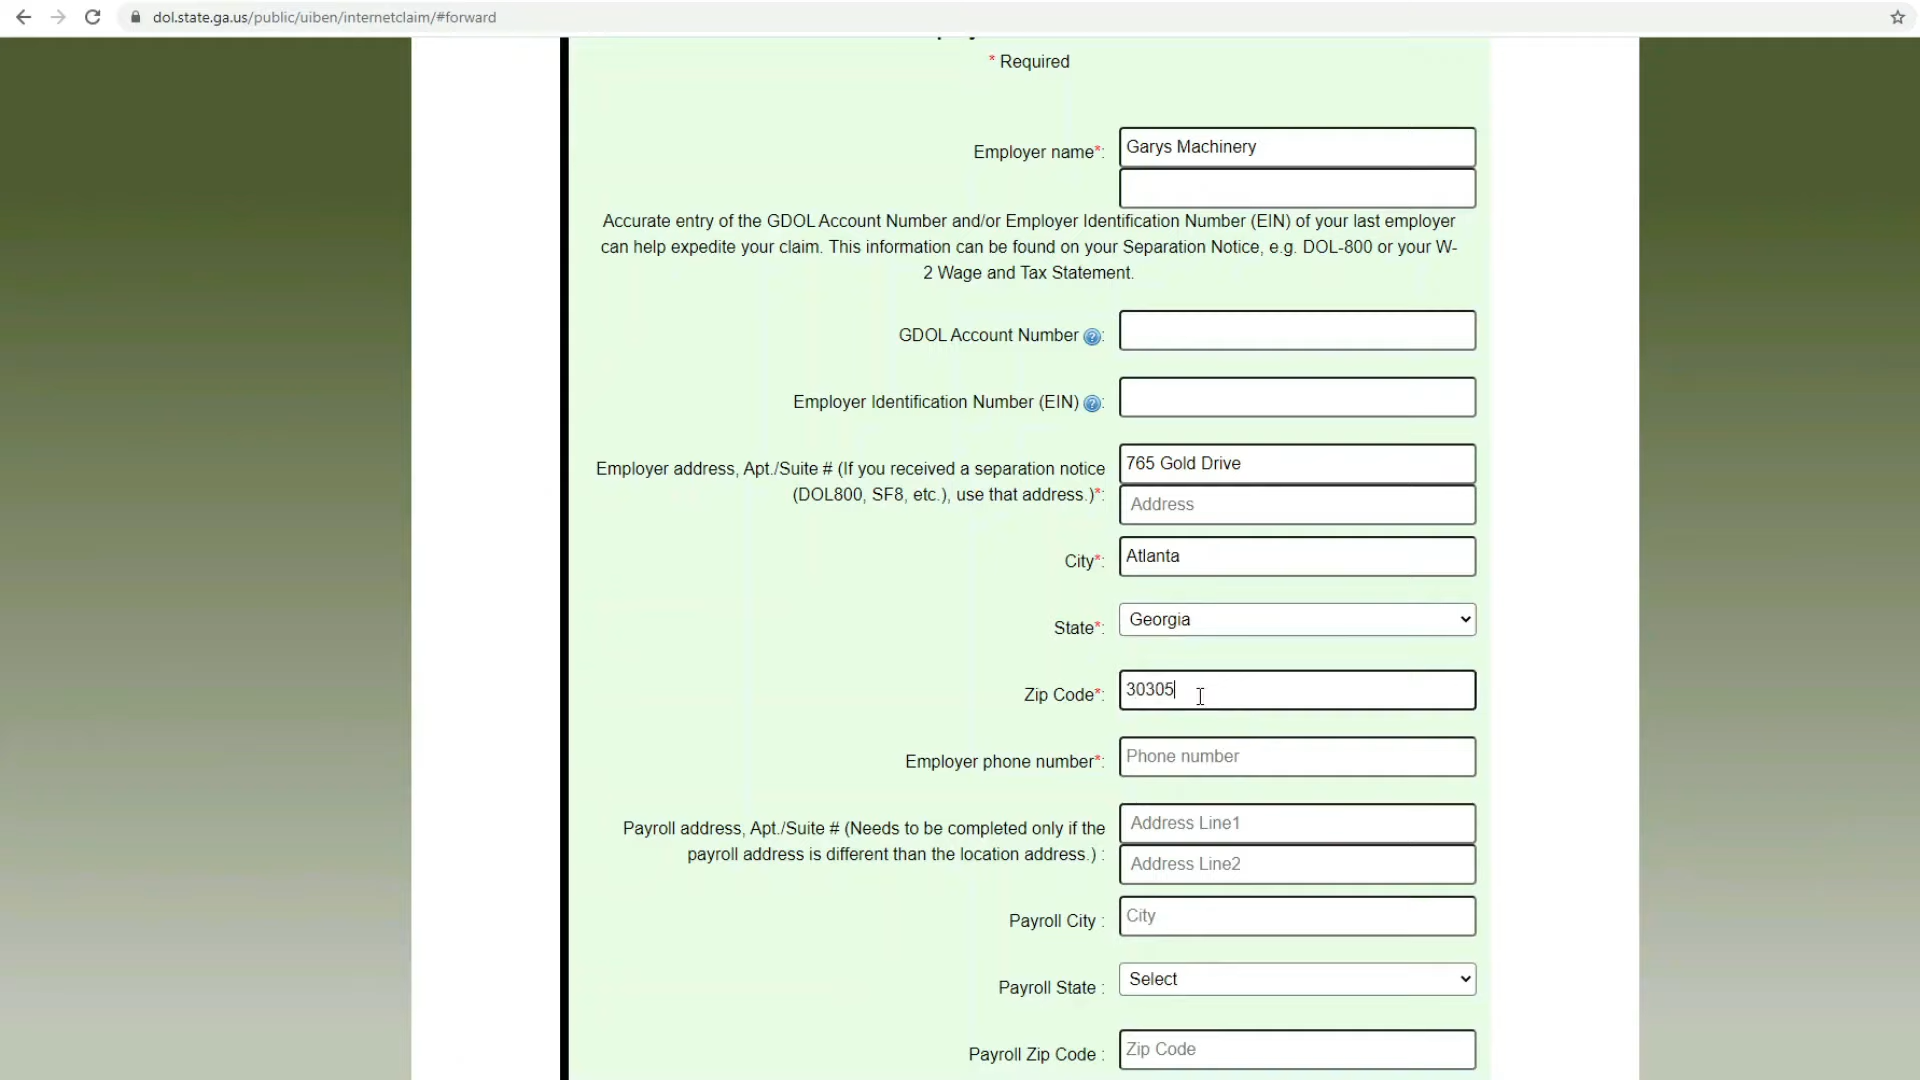 dol.state.ga.us/public/uiben/internetclaim/#forward
* Required
Employer name*:
Garys Machinery
Accurate entry of the GDOL Account Number and/or Employer Identification Number (EIN) of your last employer
can help expedite your claim. This information can be found on your Separation Notice, e.g. DOL-800 or your W-
2 Wage and Tax Statement.
GDOL Account Number ?:
Employer Identification Number (EIN) ?:
Employer address, Apt./Suite # (If you received a separation notice
(DOL800, SF8, etc.), use that address.)*:
765 Gold Drive
Address
City*:
Atlanta
State*:
Georgia
Zip Code*:
30305
Employer phone number*:
Phone number
Payroll address, Apt./Suite # (Needs to be completed only if the
payroll address is different than the location address.) :
Address Line1
Address Line2
Payroll City :
City
Payroll State :
Select
Payroll Zip Code :
Zip Code